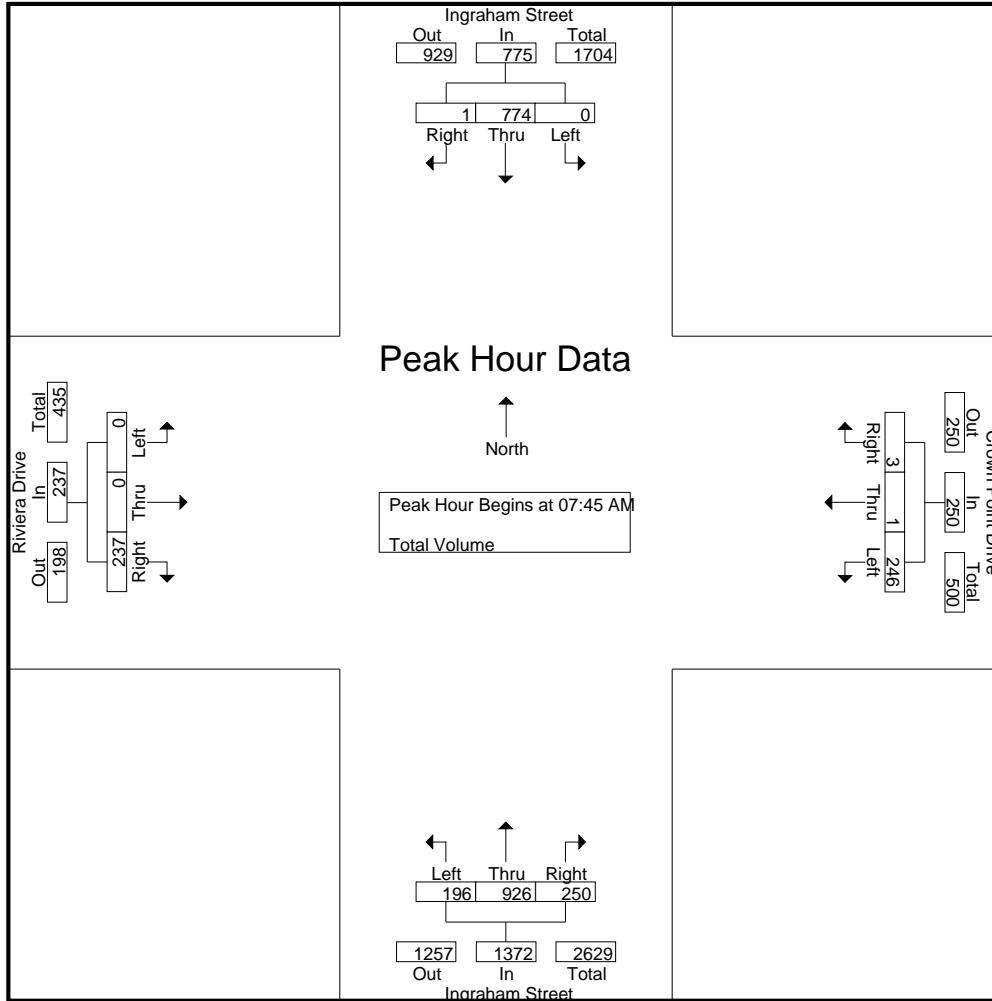 Ingraham Street
Out In Total
929 775 1704
1 774 0
Right Thru Left
Peak Hour Data
North
Peak Hour Begins at 07:45 AM
Total Volume
Riviera Drive
Out In Total
198 237 435
237 0 0
Right Thru Left
Crown Point Drive
Out In Total
250 250 500
3 1 246
Right Thru Left
Left Thru Right
196 926 250
1257 1372 2629
Out In Total
Ingraham Street